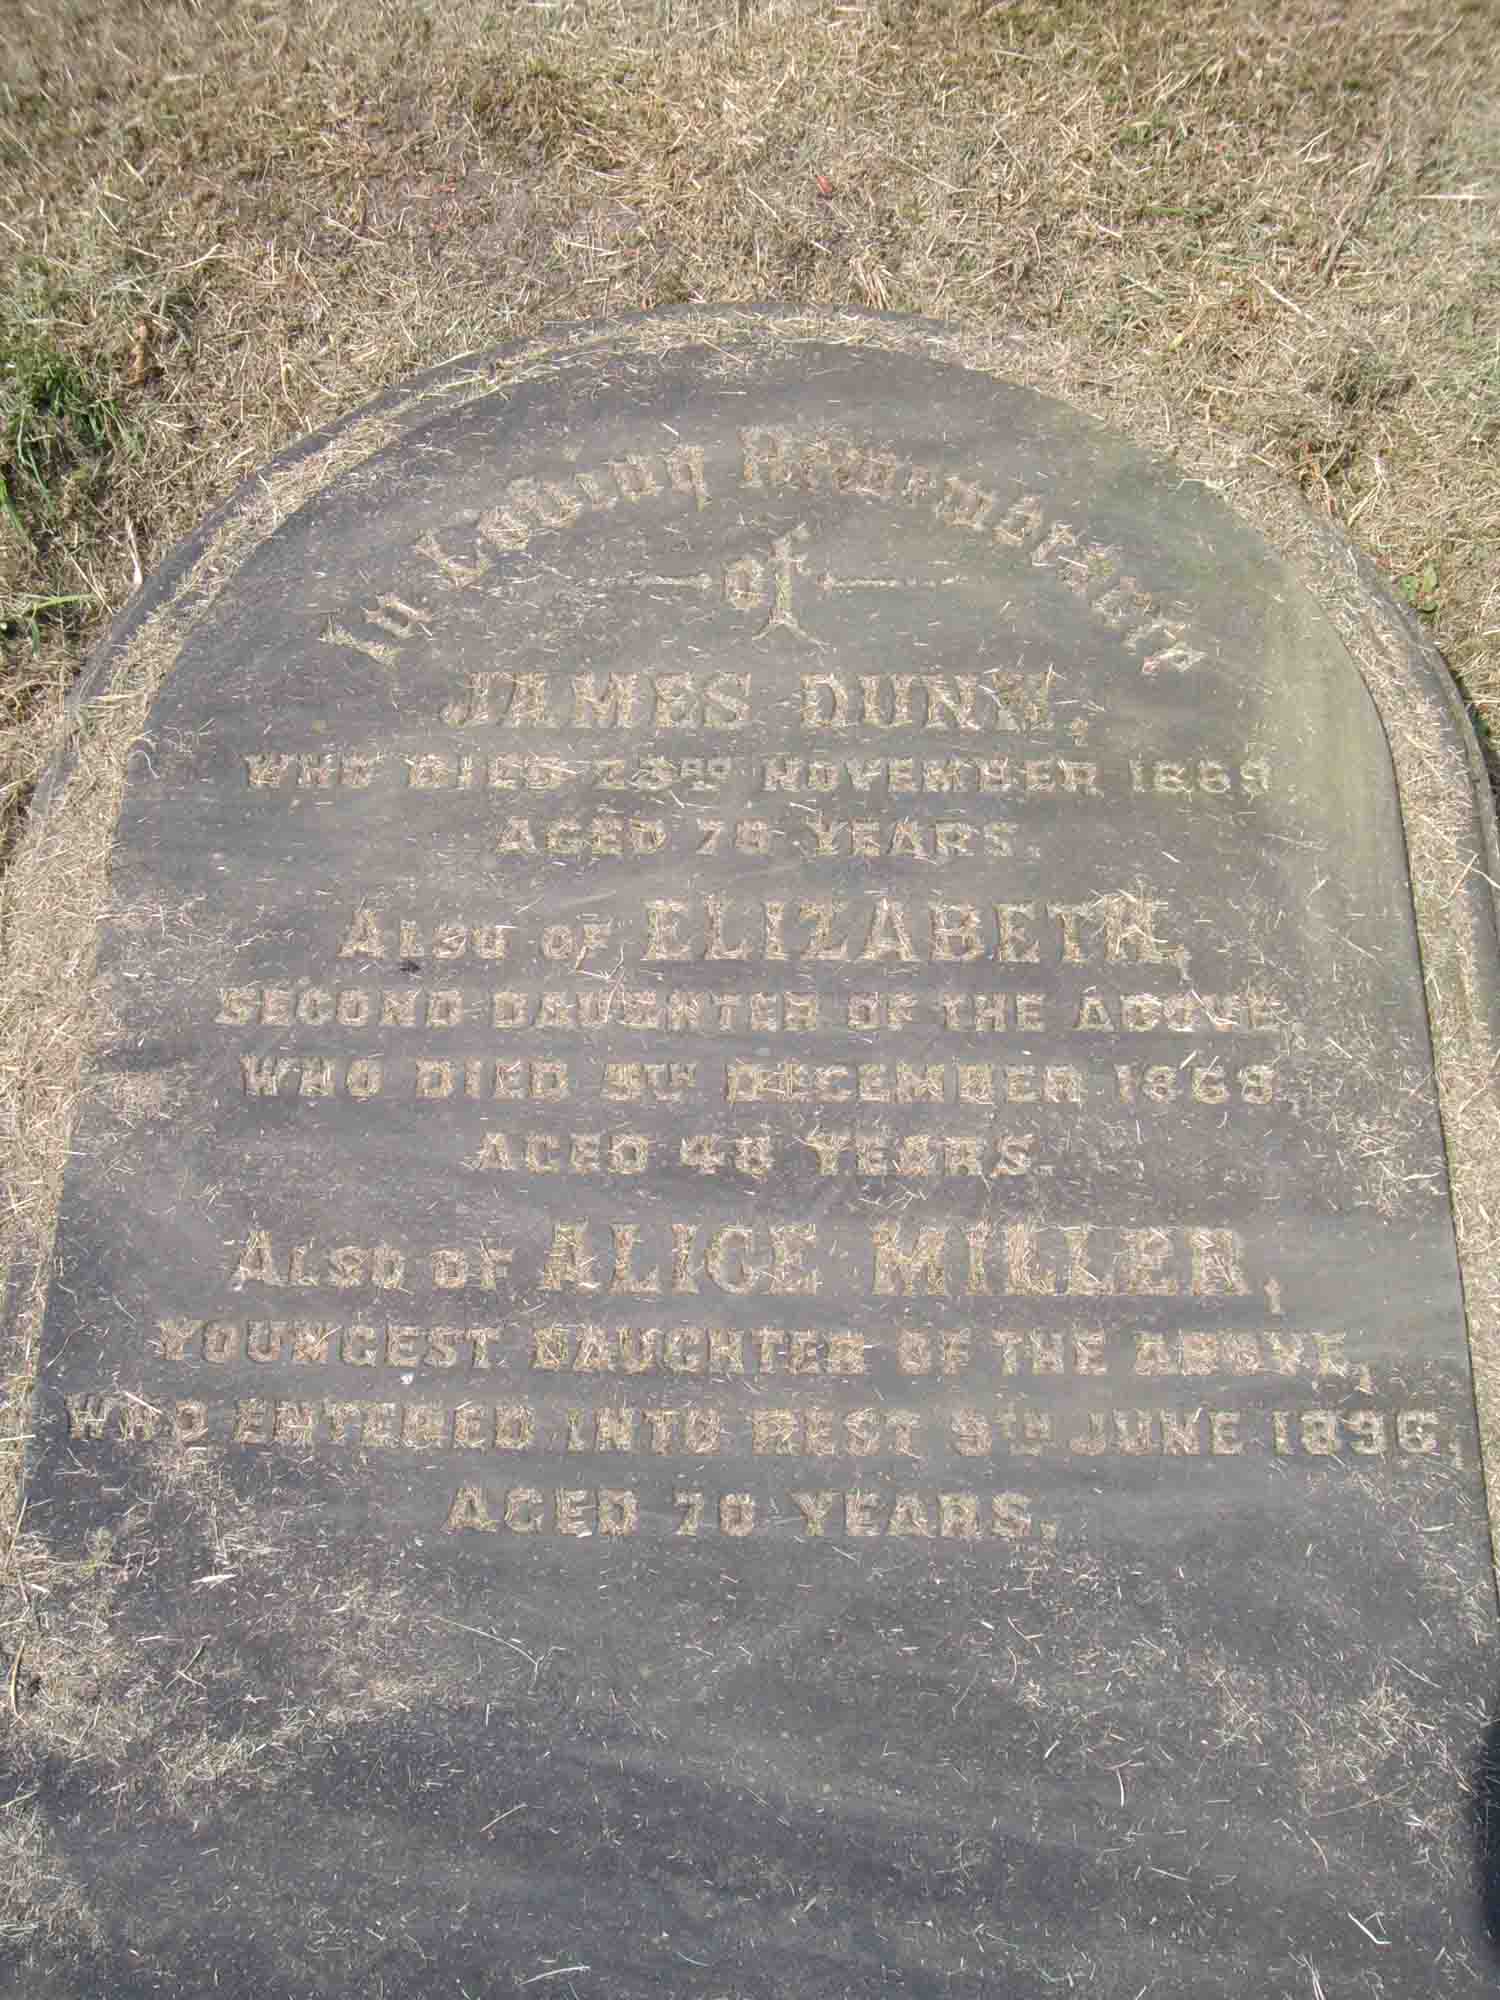 In Loving Remembrance
of
JAMES DUNN,
WHO DIED 23RD NOVEMBER 1869
AGED 78 YEARS.
ALSO OF ELIZABETH,
SECOND DAUGHTER OF THE ABOVE,
WHO DIED DECEMBER 1869,
AGED 48 YEARS.
ALSO OF ALICE MILLER,
YOUNGEST DAUGHTER OF THE ABOVE,
WHO ENTERED INTO REST 9TH JUNE 1896,
AGED 70 YEARS.